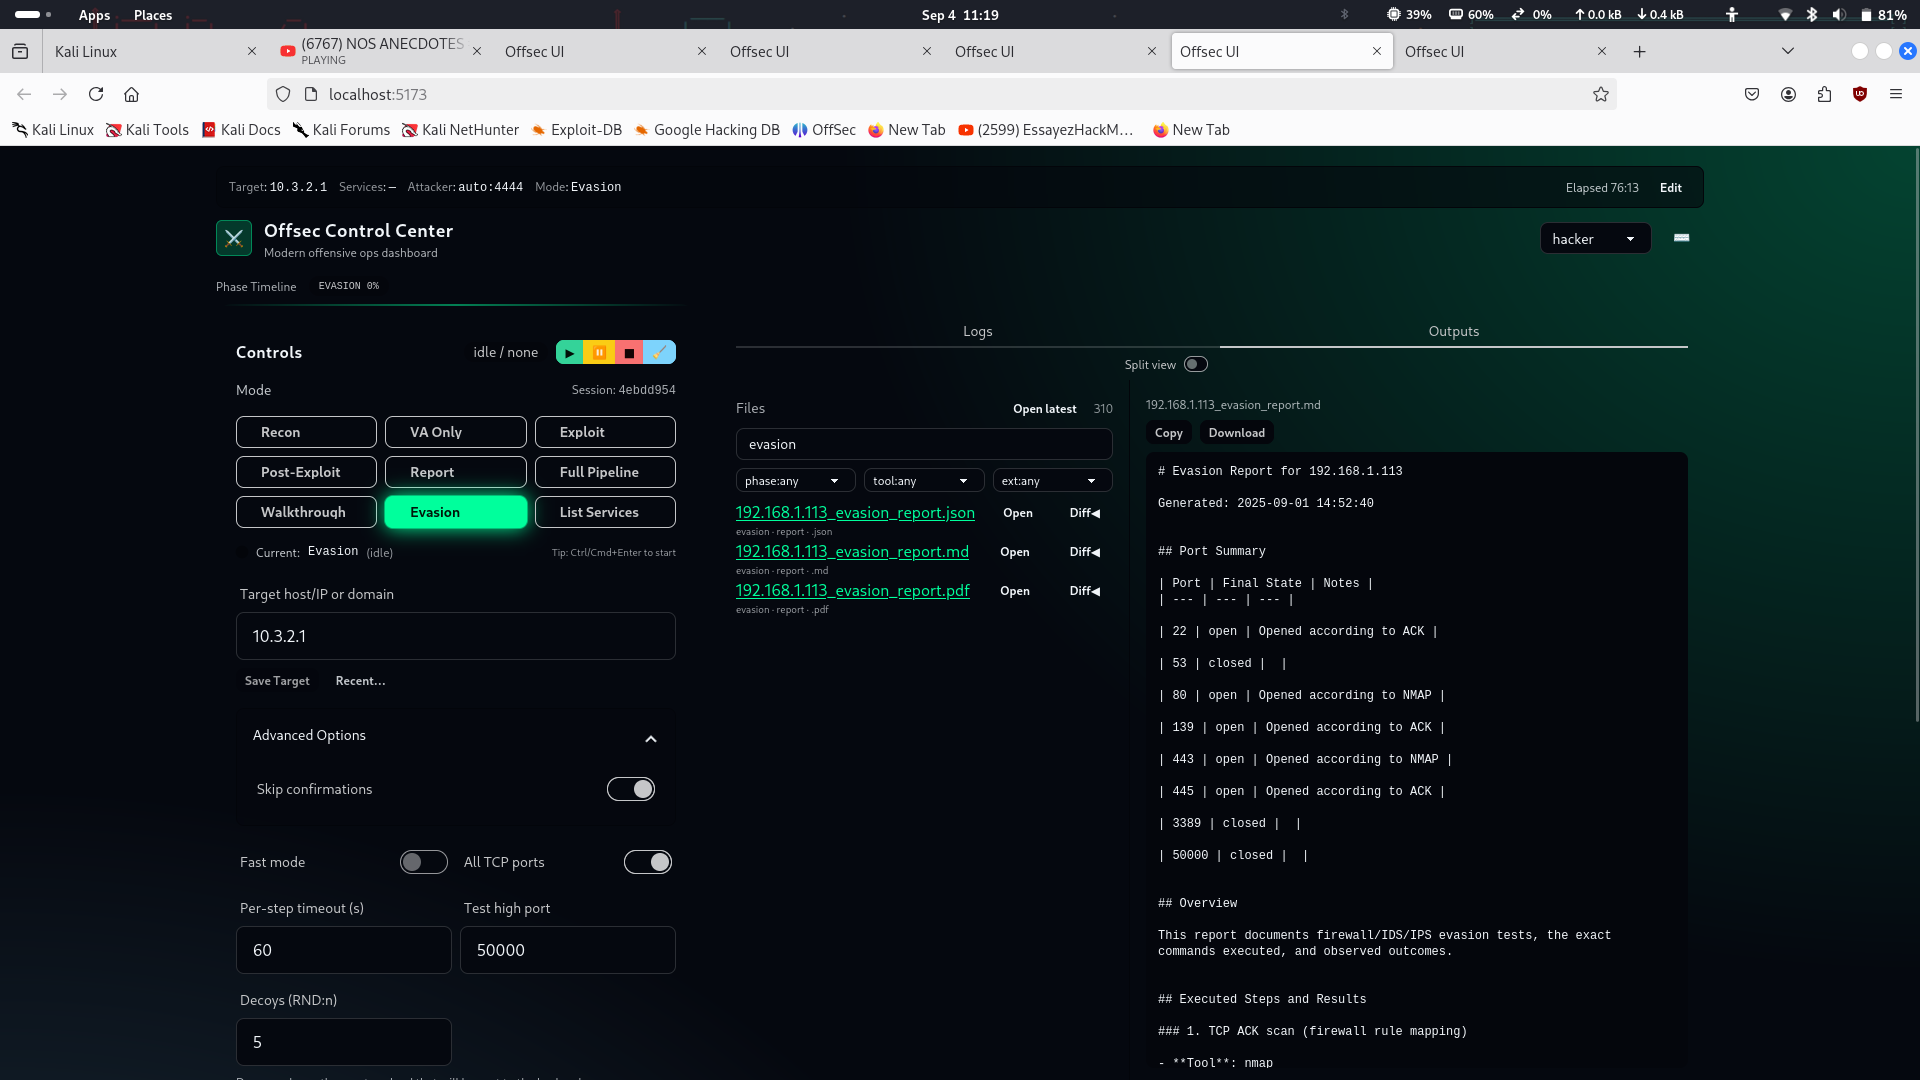 Apps Places Sep 4 11:19 39% 60% 0% 0.0 kB 0.4 kB 81%
Kali Linux (6767) NOS ANECDOTES Offsec UI Offsec UI Offsec UI Offsec UI Offsec UI
PLAYING
localhost:5173
Kali Linux Kali Tools Kali Docs Kali Forums Kali NetHunter Exploit-DB Google Hacking DB OffSec New Tab (2599) EssayezHackM… New Tab
Target: 10.3.2.1 Services: — Attacker: auto:4444 Mode: Evasion Elapsed 76:13 Edit
Offsec Control Center
Modern offensive ops dashboard
hacker
Phase Timeline EVASION 0%
Controls idle / none
Mode Session: 4ebdd954
Recon VA Only Exploit
Post-Exploit Report Full Pipeline
Walkthrough Evasion List Services
Current: Evasion (idle) Tip: Ctrl/Cmd+Enter to start
Target host/IP or domain
10.3.2.1
Save Target Recent...
Advanced Options
Skip confirmations
Fast mode All TCP ports
Per-step timeout (s) Test high port
60 50000
Decoys (RND:n)
5
Logs Outputs
Split view
Files Open latest 310
evasion
phase:any tool:any ext:any
192.168.1.113_evasion_report.json Open Diff◀
evasion · report · .json
192.168.1.113_evasion_report.md Open Diff◀
evasion · report · .md
192.168.1.113_evasion_report.pdf Open Diff◀
evasion · report · .pdf
192.168.1.113_evasion_report.md
Copy Download
# Evasion Report for 192.168.1.113
Generated: 2025-09-01 14:52:40
## Port Summary
| Port | Final State | Notes |
| --- | --- | --- |
| 22 | open | Opened according to ACK |
| 53 | closed | |
| 80 | open | Opened according to NMAP |
| 139 | open | Opened according to ACK |
| 443 | open | Opened according to NMAP |
| 445 | open | Opened according to ACK |
| 3389 | closed | |
| 50000 | closed | |
## Overview
This report documents firewall/IDS/IPS evasion tests, the exact
commands executed, and observed outcomes.
## Executed Steps and Results
### 1. TCP ACK scan (firewall rule mapping)
- **Tool**: nmap